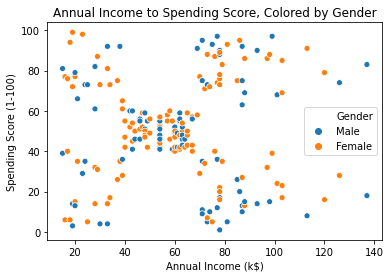 Annual Income to Spending Score, Colored by Gender
Spending Score (1-100)
100
80
60
40
20
0
Gender
Male
Female
20 40 60 80 100 120 140
Annual Income (k$)